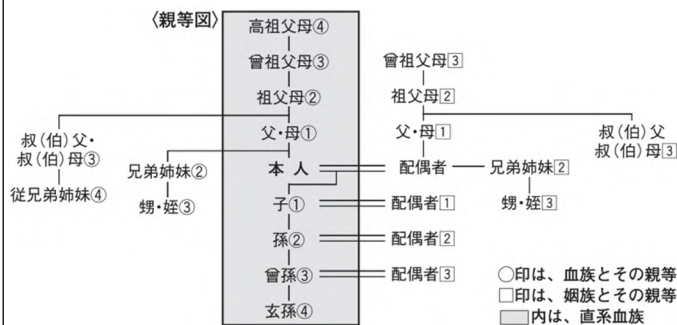 〈親等図〉
高祖父母④
曾祖父母③
曾祖父母3
祖父母②
祖父母2
叔(伯)父・
叔(伯)母③
父・母①
父・母1
叔(伯)父
叔(伯)母3
兄弟姉妹②
本人
配偶者
兄弟姉妹2
従兄弟姉妹④
甥・姪③
子①
配偶者1
甥・姪3
孫②
配偶者2
曾孫③
配偶者3
玄孫④
○印は、血族とその親等
□印は、姻族とその親等
内は、直系血族